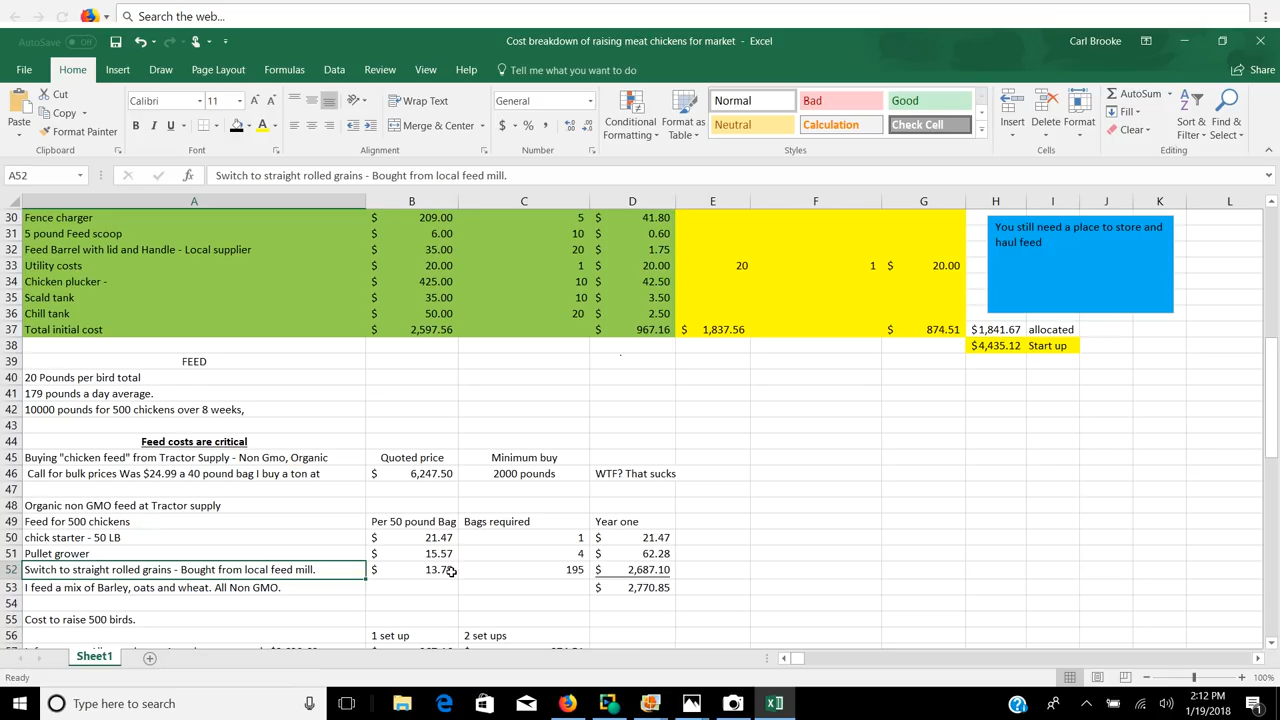 Search the web...
AutoSave Off
Cost breakdown of raising meat chickens for market - Excel
Carl Brooke
File Home Insert Draw Page Layout Formulas Data Review View Help Tell me what you want to do Share
Paste Cut Copy Format Painter
Calibri 11
Wrap Text
Merge & Center
General
Conditional Formatting Format as Table
Normal Bad Good
Neutral Calculation Check Cell
Insert Delete Format
AutoSum Fill Clear
Sort & Filter Find & Select
Clipboard Font Alignment Number Styles Cells Editing
A52 fx Switch to straight rolled grains - Bought from local feed mill.
A B C D E F G H I J K L
30 Fence charger $ 209.00 5 $ 41.80
31 5 pound Feed scoop $ 6.00 10 $ 0.60
32 Feed Barrel with lid and Handle - Local supplier $ 35.00 20 $ 1.75
33 Utility costs $ 20.00 1 $ 20.00 20 1 $ 20.00
34 Chicken plucker - $ 425.00 10 $ 42.50
35 Scald tank $ 35.00 10 $ 3.50
36 Chill tank $ 50.00 20 $ 2.50
37 Total initial cost $ 2,597.56 $ 967.16 $ 1,837.56 $ 874.51 $1,841.67 allocated
You still need a place to store and
haul feed
38 $4,435.12 Start up
39 FEED
40 20 Pounds per bird total
41 179 pounds a day average.
42 10000 pounds for 500 chickens over 8 weeks,
43
44 Feed costs are critical
45 Buying "chicken feed" from Tractor Supply - Non Gmo, Organic Quoted price Minimum buy
46 Call for bulk prices Was $24.99 a 40 pound bag I buy a ton at $ 6,247.50 2000 pounds WTF? That sucks
47
48 Organic non GMO feed at Tractor supply
49 Feed for 500 chickens Per 50 pound Bag Bags required Year one
50 chick starter - 50 LB $ 21.47 1 $ 21.47
51 Pullet grower $ 15.57 4 $ 62.28
52 Switch to straight rolled grains - Bought from local feed mill. $ 195 $ 2,687.10
53 I feed a mix of Barley, oats and wheat. All Non GMO. $ 2,770.85
54
55 Cost to raise 500 birds.
56 1 set up 2 set ups
Sheet1
Ready 100%
Type here to search
2:12 PM
1/19/2018